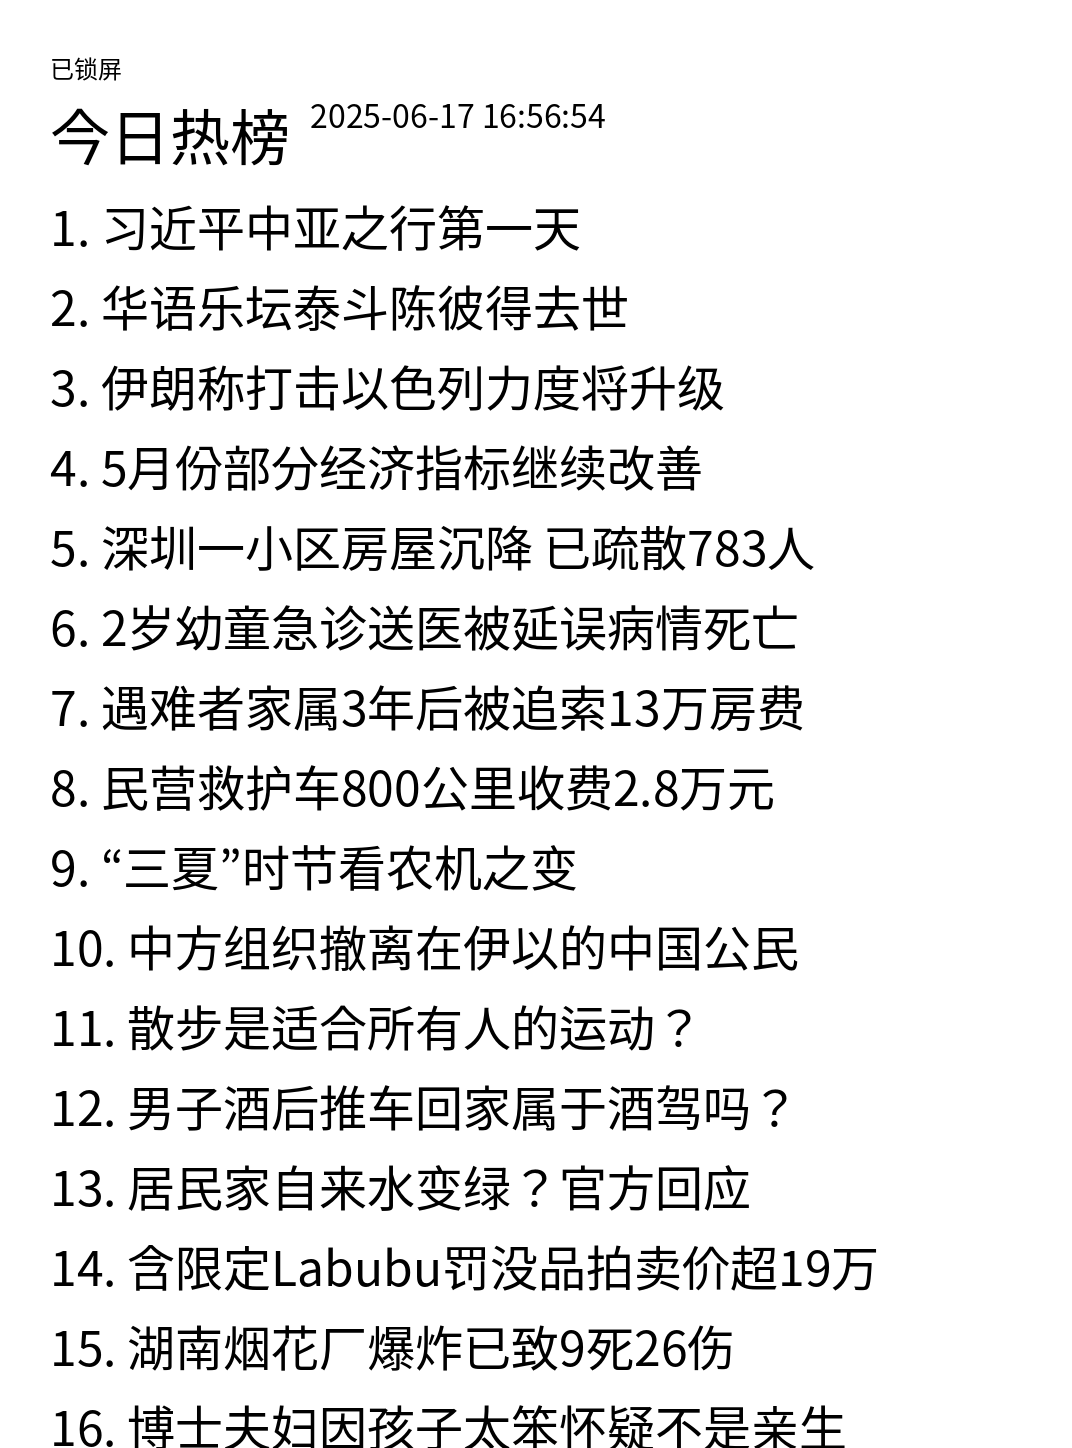 已锁屏
今日热榜 2025-06-17 16:56:54
1. 习近平中亚之行第一天
2. 华语乐坛泰斗陈彼得去世
3. 伊朗称打击以色列力度将升级
4. 5月份部分经济指标继续改善
5. 深圳一小区房屋沉降 已疏散783人
6. 2岁幼童急诊送医被延误病情死亡
7. 遇难者家属3年后被追索13万房费
8. 民营救护车800公里收费2.8万元
9. “三夏”时节看农机之变
10. 中方组织撤离在伊以的中国公民
11. 散步是适合所有人的运动？
12. 男子酒后推车回家属于酒驾吗？
13. 居民家自来水变绿？官方回应
14. 含限定Labubu罚没品拍卖价超19万
15. 湖南烟花厂爆炸已致9死26伤
16. 博士夫妇因孩子太笨怀疑不是亲生